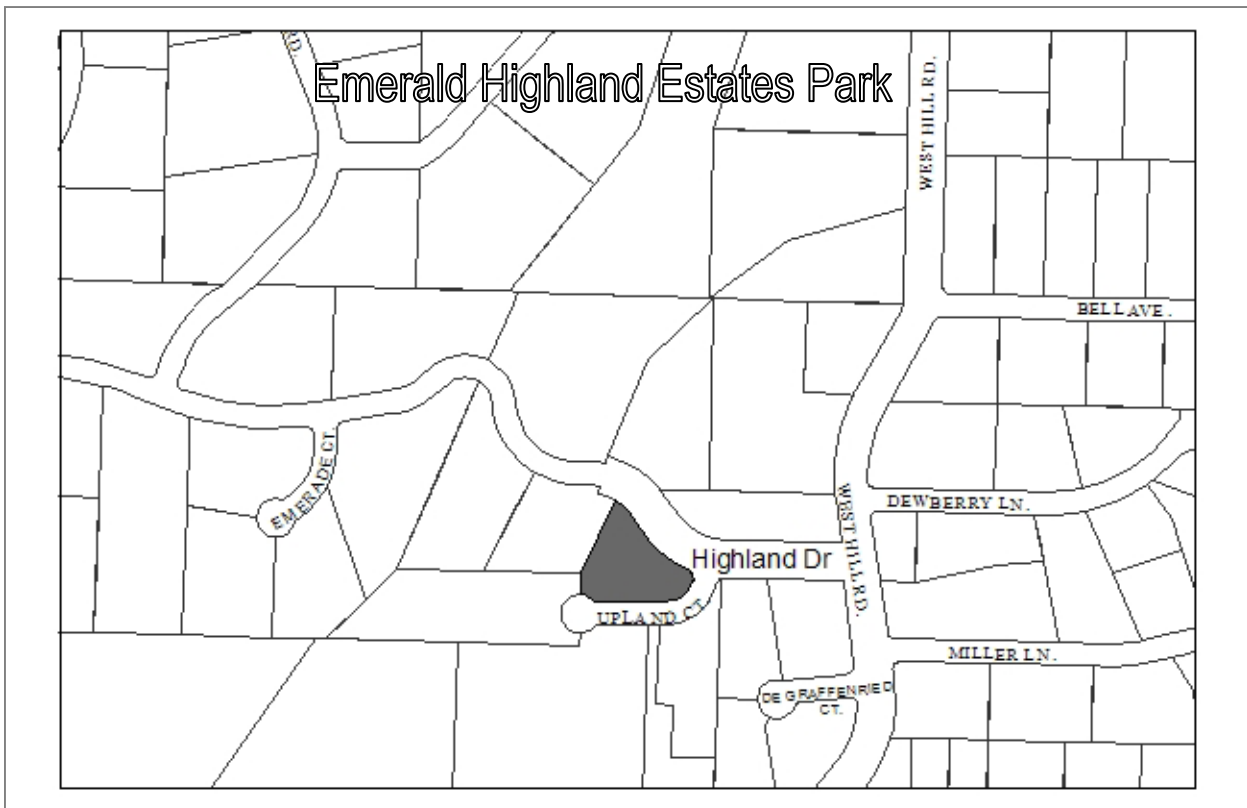 RD.
Emerald Highland Estates Park
WEST HILL RD.
BELL AVE.
EMERADE CT.
WEST HILL RD.
DEWBERRY LN.
Highland Dr
UPLAND CT.
MILLER LN.
DE GRAFFENRIED
CT.